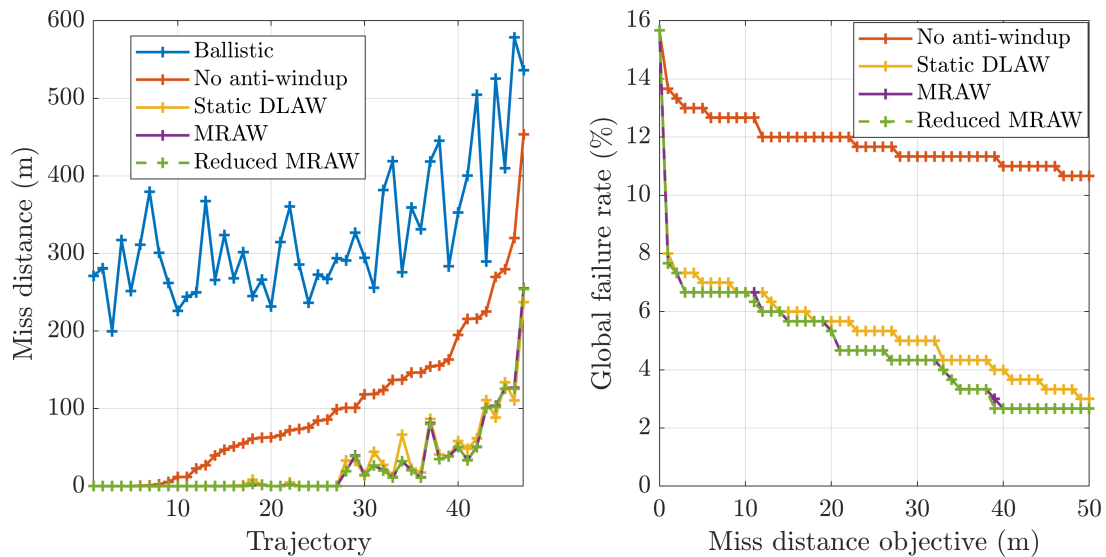 600
500
400
300
200
100
0
Miss distance (m)
Ballistic
No anti-windup
Static DLAW
MRAW
Reduced MRAW
10
20
30
40
Trajectory
16
14
12
10
8
6
4
2
0
Global failure rate (%)
No anti-windup
Static DLAW
MRAW
Reduced MRAW
0
10
20
30
40
50
Miss distance objective (m)